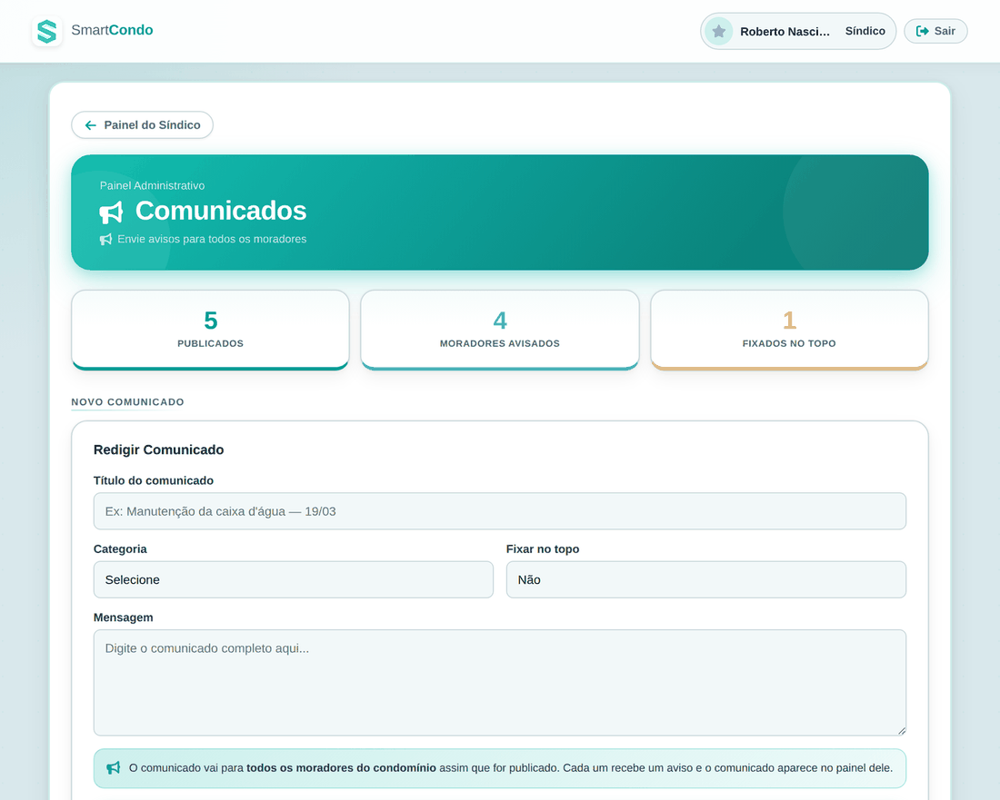 SmartCondo
Roberto Nasci... Síndico
Sair
Painel do Síndico
Painel Administrativo
Comunicados
Envie avisos para todos os moradores
5
PUBLICADOS
4
MORADORES AVISADOS
1
FIXADOS NO TOPO
NOVO COMUNICADO
Redigir Comunicado
Título do comunicado
Ex: Manutenção da caixa d'água — 19/03
Categoria
Selecione
Fixar no topo
Não
Mensagem
Digite o comunicado completo aqui...
O comunicado vai para todos os moradores do condomínio assim que for publicado. Cada um recebe um aviso e o comunicado aparece no painel dele.